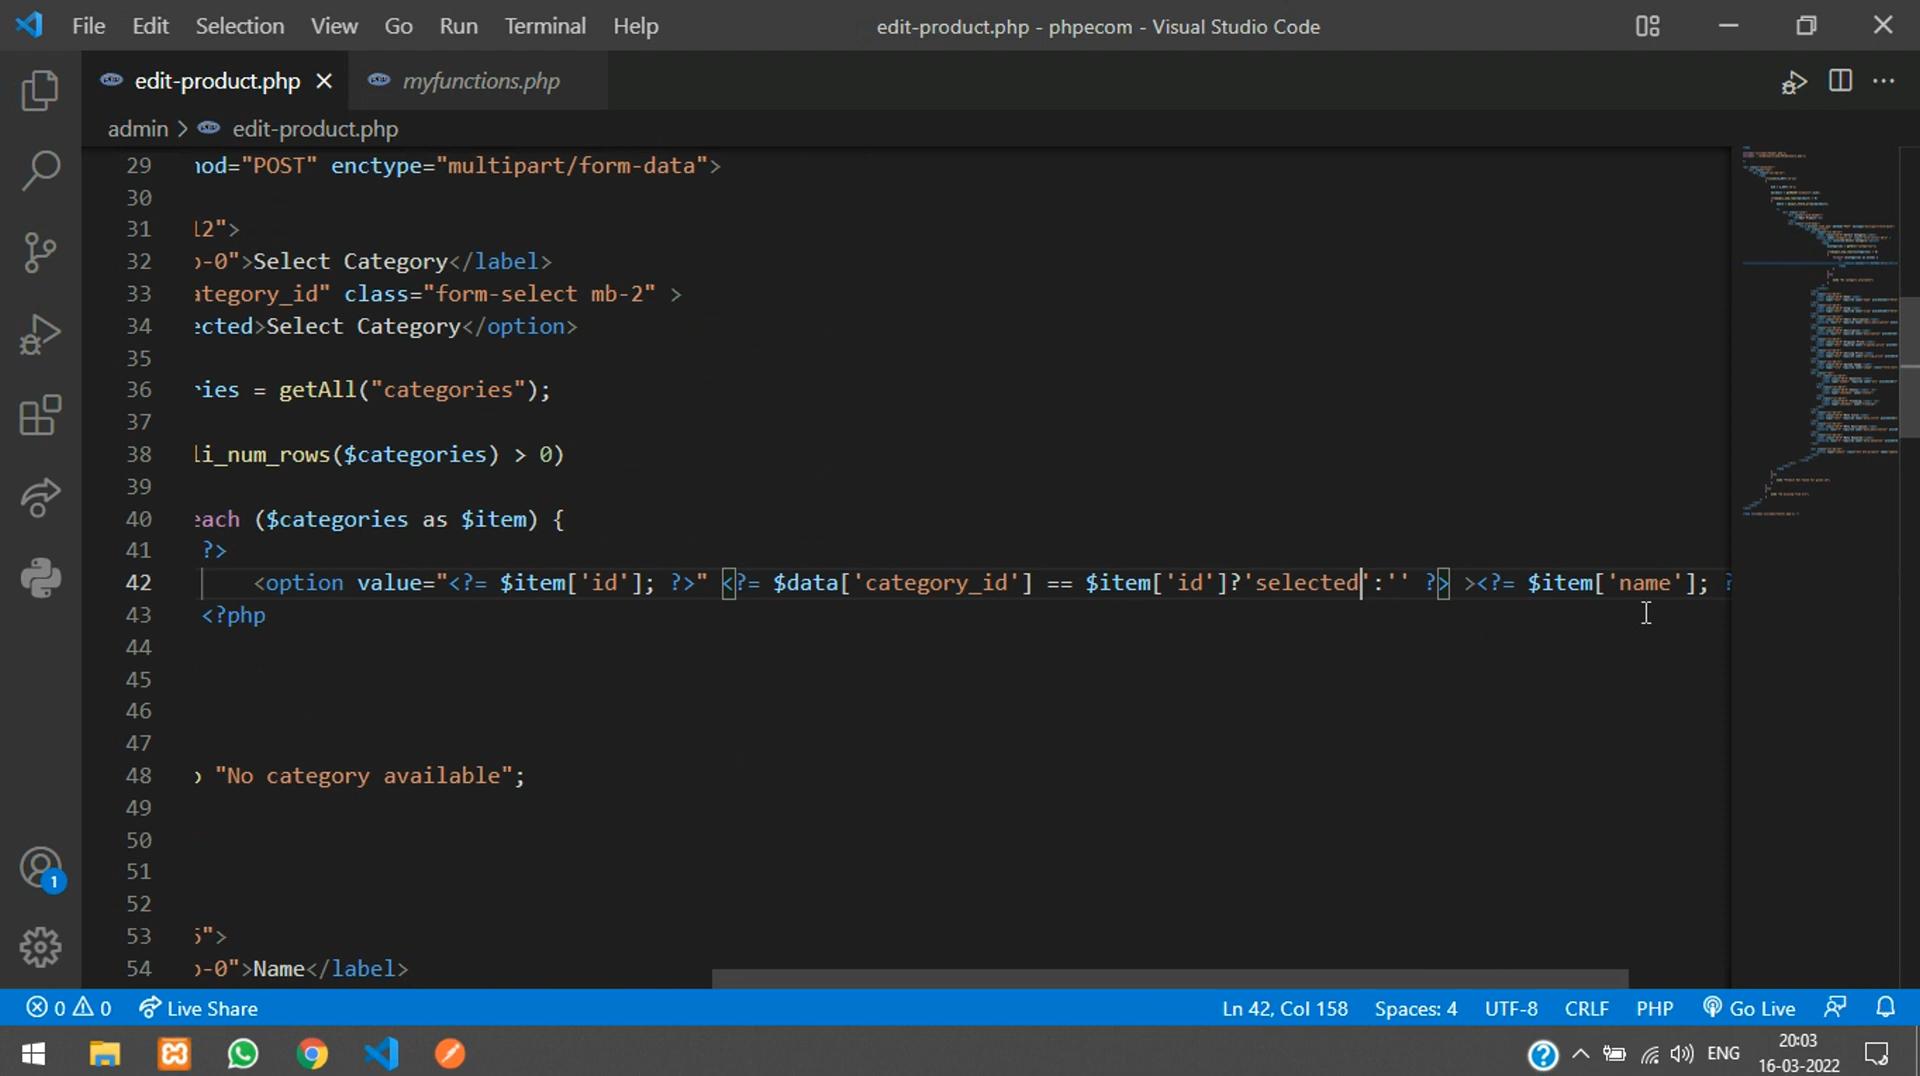 File Edit Selection View Go Run Terminal Help edit-product.php - phpecom - Visual Studio Code
edit-product.php myfunctions.php
admin > edit-product.php
29 nod="POST" enctype="multipart/form-data">
30
31 12">
32 o-0">Select Category</label>
33 ategory_id" class="form-select mb-2" >
34 ected>Select Category</option>
35
36 ries = getAll("categories");
37
38 li_num_rows($categories) > 0)
39
40 each ($categories as $item) {
41 ?>
42 <option value="<?= $item['id']; ?>" <?= $data['category_id'] == $item['id']?'selected':'' ?> ><?= $item['name']; ?
43 <?php
44
45
46
47
48 o "No category available";
49
50
51
52
53 5">
54 o-0">Name</label>
0 0 Live Share Ln 42, Col 158 Spaces: 4 UTF-8 CRLF PHP Go Live
1
ENG 20:03
16-03-2022